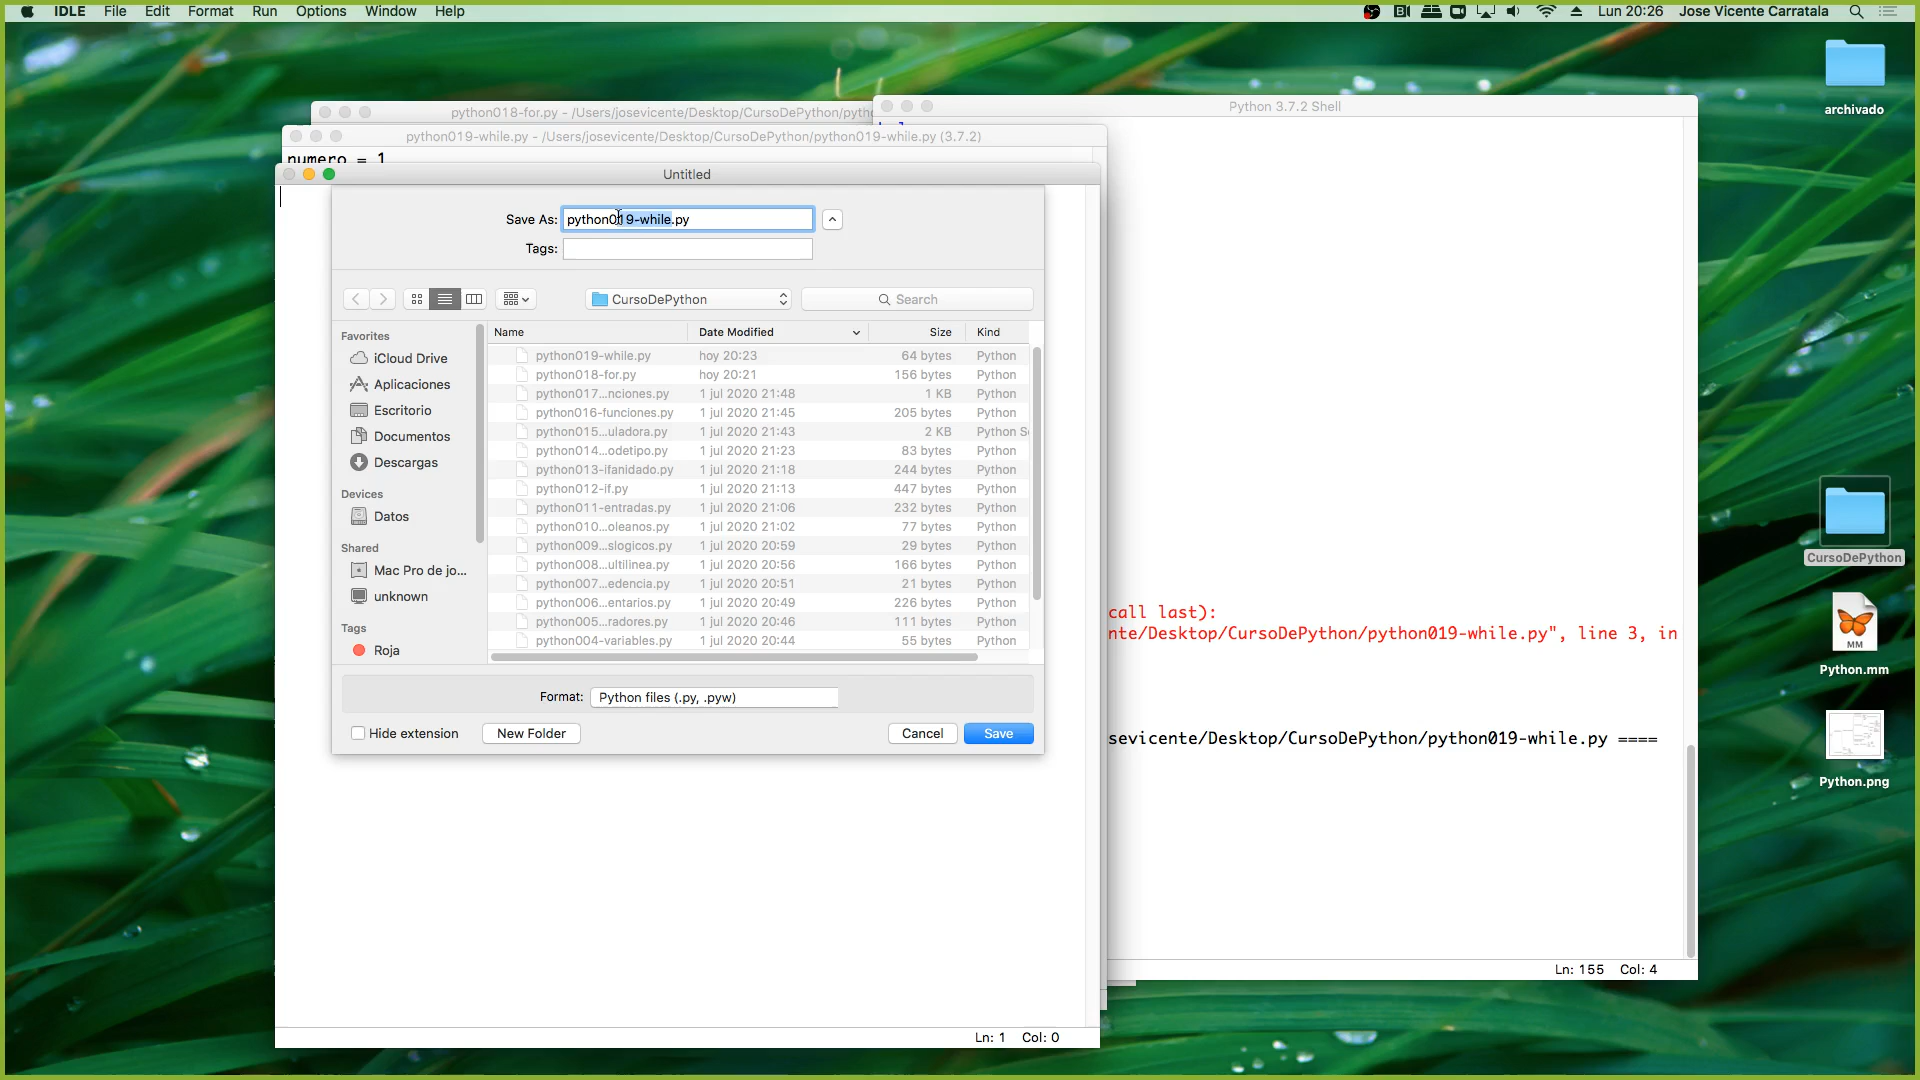 IDLE File Edit Format Run Options Window Help
Lun 20:26 Jose Vicente Carratala
archivado
python018-for.py - /Users/josevicente/Desktop/CursoDePython/pyth
Python 3.7.2 Shell
python019-while.py - /Users/josevicente/Desktop/CursoDePython/python019-while.py (3.7.2)
numero = 1
Untitled
Save As: python019-while.py
Tags:
CursoDePython
Search
Favorites
iCloud Drive
Aplicaciones
Escritorio
Documentos
Descargas
Devices
Datos
Shared
Mac Pro de jo...
unknown
Tags
Roja
Name Date Modified Size Kind
python019-while.py hoy 20:23 64 bytes Python
python018-for.py hoy 20:21 156 bytes Python
python017...nciones.py 1 jul 2020 21:48 1 KB Python
python016-funciones.py 1 jul 2020 21:45 205 bytes Python
python015...uladora.py 1 jul 2020 21:43 2 KB Python S
python014...odetipo.py 1 jul 2020 21:23 83 bytes Python
python013-ifanidado.py 1 jul 2020 21:18 244 bytes Python
python012-if.py 1 jul 2020 21:13 447 bytes Python
python011-entradas.py 1 jul 2020 21:06 232 bytes Python
python010...oleanos.py 1 jul 2020 21:02 77 bytes Python
python009...slogicos.py 1 jul 2020 20:59 29 bytes Python
python008...ultilinea.py 1 jul 2020 20:56 166 bytes Python
python007...edencia.py 1 jul 2020 20:51 21 bytes Python
python006...entarios.py 1 jul 2020 20:49 226 bytes Python
python005...radores.py 1 jul 2020 20:46 111 bytes Python
python004-variables.py 1 jul 2020 20:44 55 bytes Python
Format: Python files (.py, .pyw)
Hide extension
New Folder
Cancel
Save
call last):
nte/Desktop/CursoDePython/python019-while.py", line 3, in
sevicente/Desktop/CursoDePython/python019-while.py ====
Ln: 155 Col: 4
Ln: 1 Col: 0
CursoDePython
MM
Python.mm
Python.png